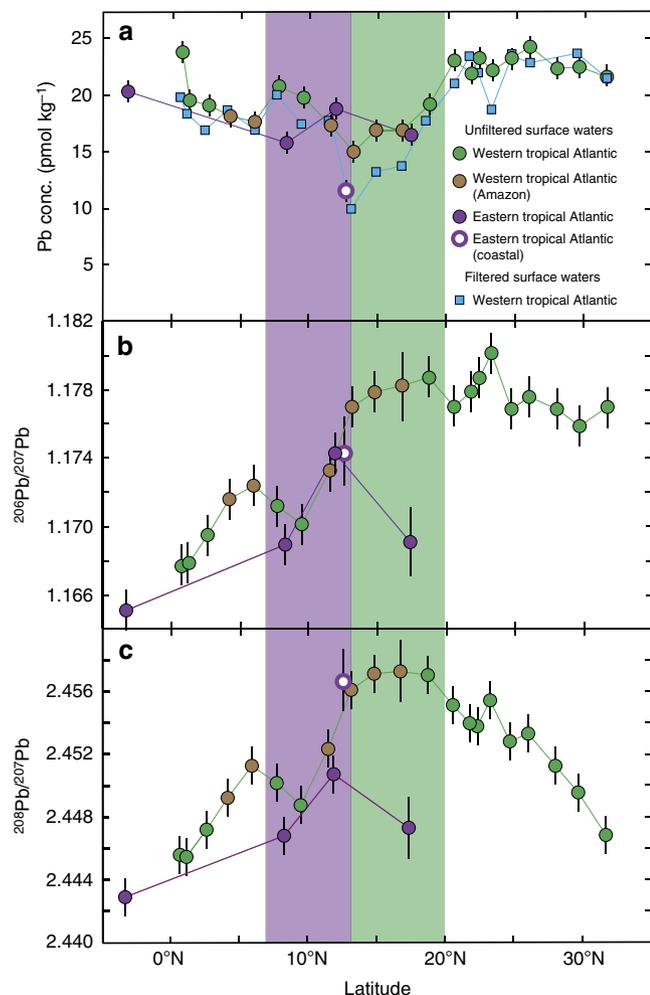 a
25
20
15
10
5
Pb conc. (pmol kg⁻¹)
Unfiltered surface waters
Western tropical Atlantic
Western tropical Atlantic
(Amazon)
Eastern tropical Atlantic
Eastern tropical Atlantic
(coastal)
Filtered surface waters
Western tropical Atlantic
b
1.182
1.178
1.174
1.170
1.166
²⁰⁶Pb/²⁰⁷Pb
c
2.456
2.452
2.448
2.444
2.440
²⁰⁸Pb/²⁰⁷Pb
0°N 10°N 20°N 30°N
Latitude